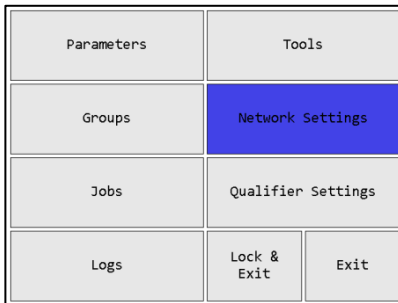 Parameters
Tools
Groups
Network Settings
Jobs
Qualifier Settings
Logs
Lock &
Exit
Exit